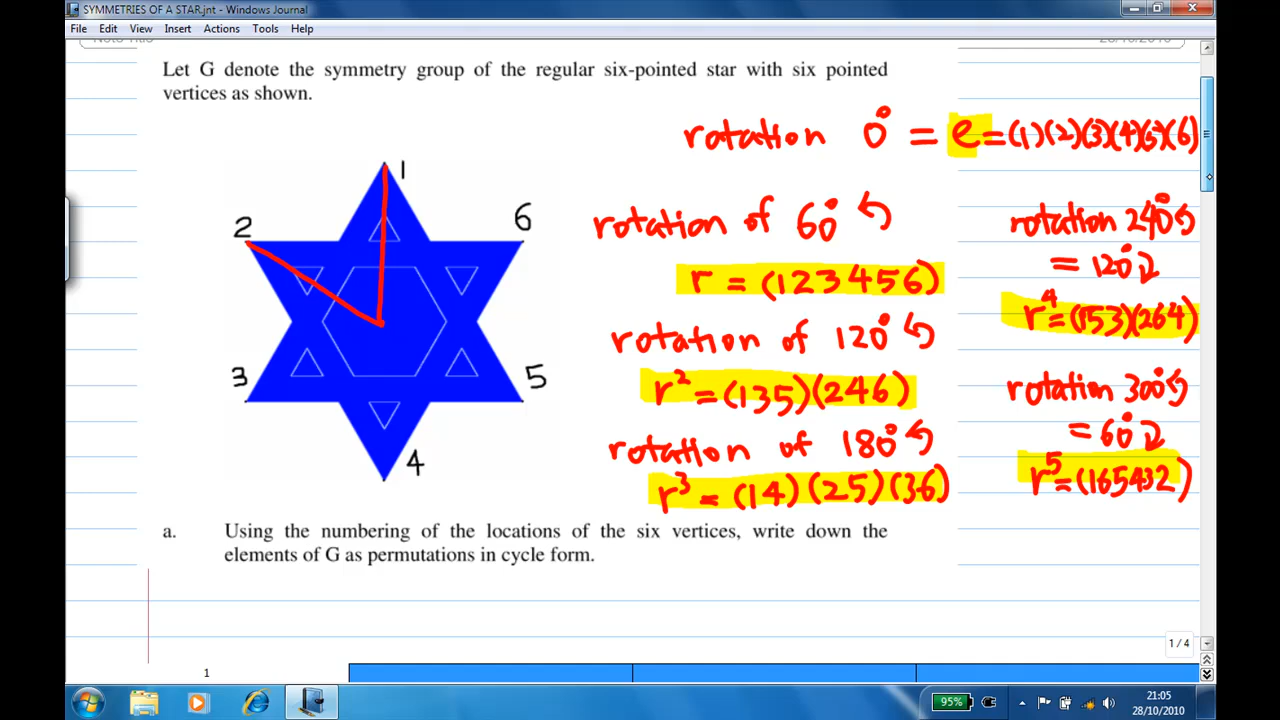 SYMMETRIES OF A STAR.jnt - Windows Journal
File Edit View Insert Actions Tools Help
Note Title
28/10/2010
Let G denote the symmetry group of the regular six-pointed star with six pointed
vertices as shown.
rotation 0° = e = (1)(2)(3)(4)(5)(6)
1
2
6
3
5
4
rotation of 60° ↺
r = (123456)
rotation of 120° ↺
r² = (135)(246)
rotation of 180° ↺
r³ = (14)(25)(36)
rotation 240° ↺
= 120° ↻
r⁴ = (153)(264)
rotation 300° ↺
= 60° ↻
r⁵ = (165432)
a. Using the numbering of the locations of the six vertices, write down the
elements of G as permutations in cycle form.
1 / 4
1
95%
21:05
28/10/2010